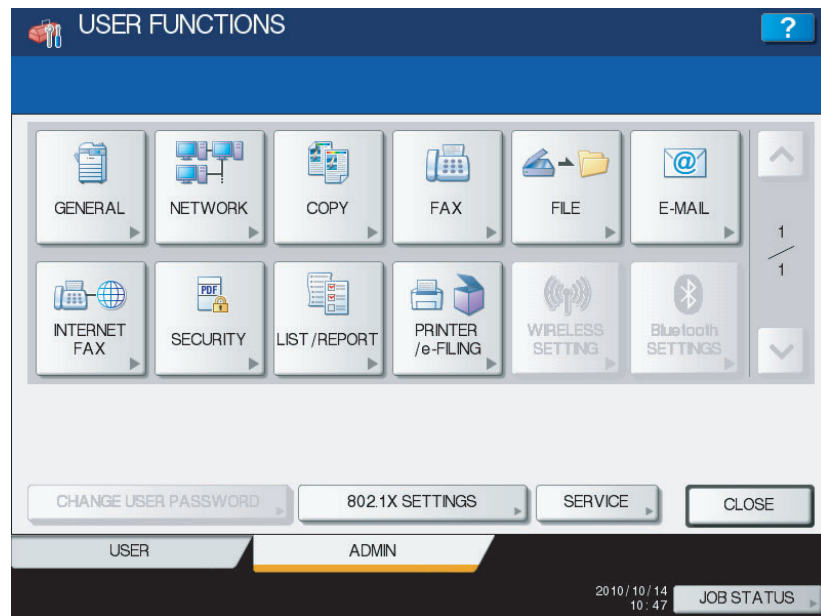 USER FUNCTIONS
?
GENERAL
NETWORK
COPY
FAX
FILE
E-MAIL
1
1
INTERNET
FAX
SECURITY
PDF
LIST/REPORT
PRINTER
/e-FILING
WIRELESS
SETTING
Bluetooth
SETTINGS
CHANGE USER PASSWORD
802.1X SETTINGS
SERVICE
CLOSE
USER
ADMIN
2010/10/14
10:47
JOB STATUS